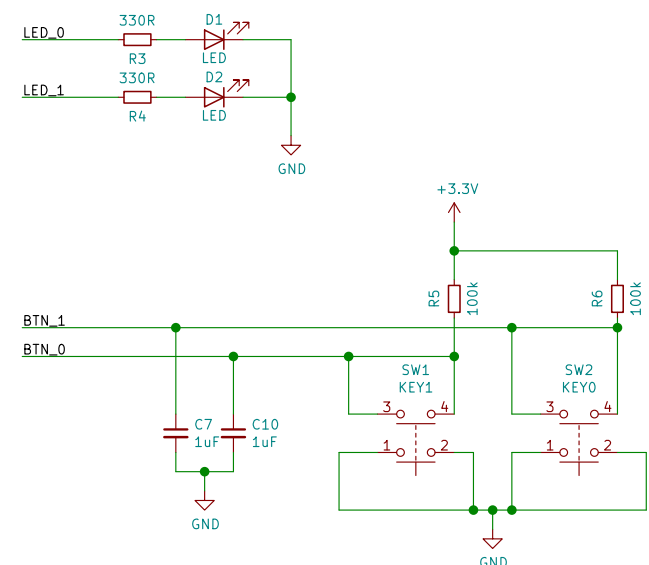 LED_0
330R
D1
R3
LED
LED_1
330R
D2
R4
LED
GND
+3.3V
R5
100k
R6
100k
BTN_1
BTN_0
SW1
KEY1
SW2
KEY0
3
4
3
4
C7
1uF
C10
1uF
1
2
1
2
GND
GND